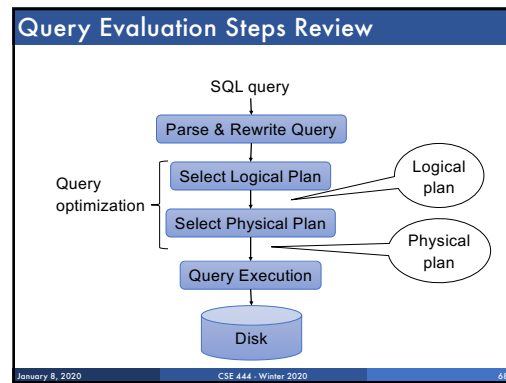 Query Evaluation Steps Review
SQL query
Parse & Rewrite Query
Select Logical Plan
Logical
plan
Query
optimization
Select Physical Plan
Physical
plan
Query Execution
Disk
January 8, 2020
CSE 444 - Winter 2020
68